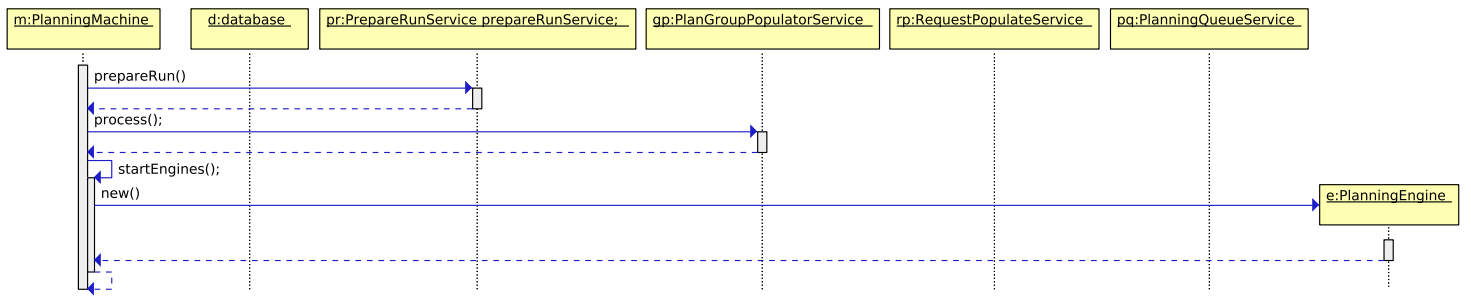 m:PlanningMachine
d:database
pr:PrepareRunService prepareRunService;
gp:PlanGroupPopulatorService
rp:RequestPopulateService
pq:PlanningQueueService
prepareRun()
process();
startEngines();
new()
e:PlanningEngine